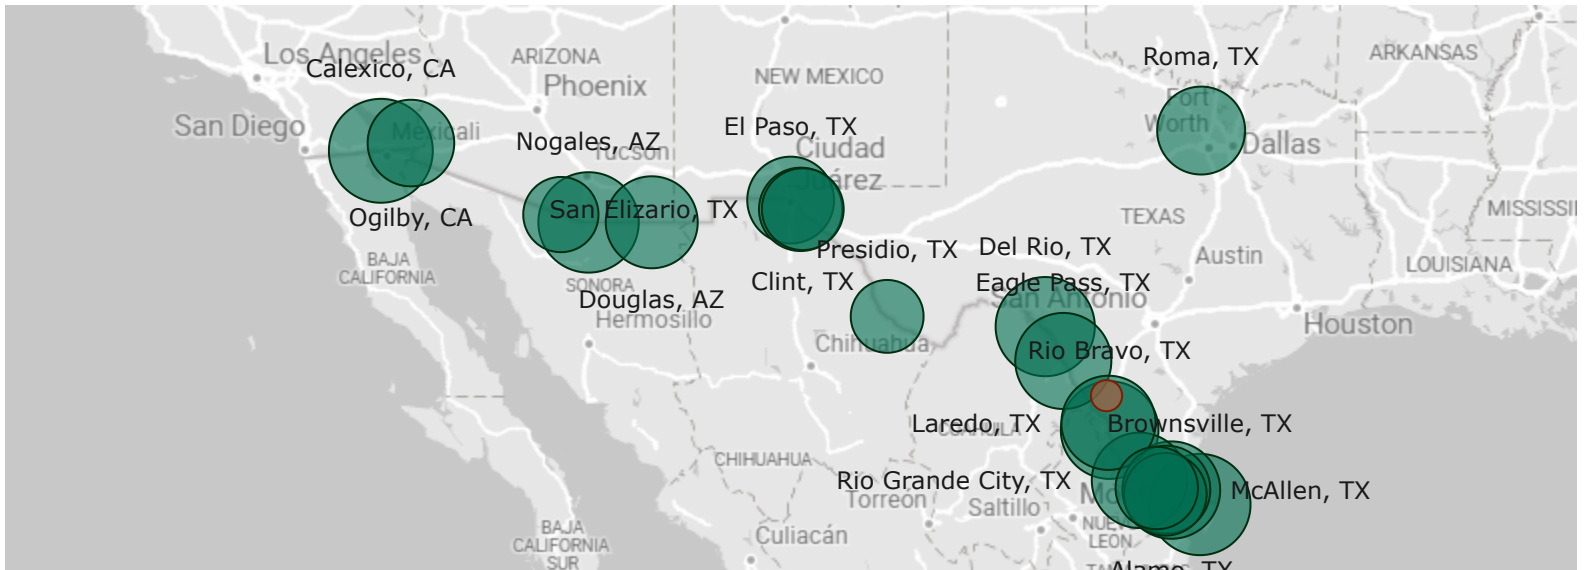 Los Angeles
Calexico, CA
ARIZONA
Phoenix
NEW MEXICO
Roma, TX
ARKANSAS
Fort
Worth
Dallas
San Diego
Mexicali
Nogales, AZ
Tucson
El Paso, TX
Ciudad
Juárez
Ogilby, CA
San Elizario, TX
TEXAS
MISSISSI
BAJA
CALIFORNIA
SONORA
Douglas, AZ
Hermosillo
Presidio, TX
Clint, TX
Del Rio, TX
Eagle Pass, TX
San Antonio
Austin
LOUISIANA
Houston
Chihuahua
Rio Bravo, TX
Laredo, TX
COAHUILA
Brownsville, TX
CHIHUAHUA
Rio Grande City, TX
McAllen, TX
Torreón
Saltillo
NUEVO
LEON
BAJA
CALIFORNIA
SUR
Culiacán
Alamo, TX